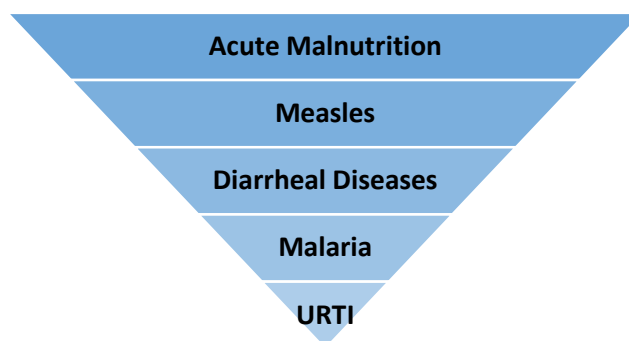 Acute Malnutrition
Measles
Diarrheal Diseases
Malaria
URTI